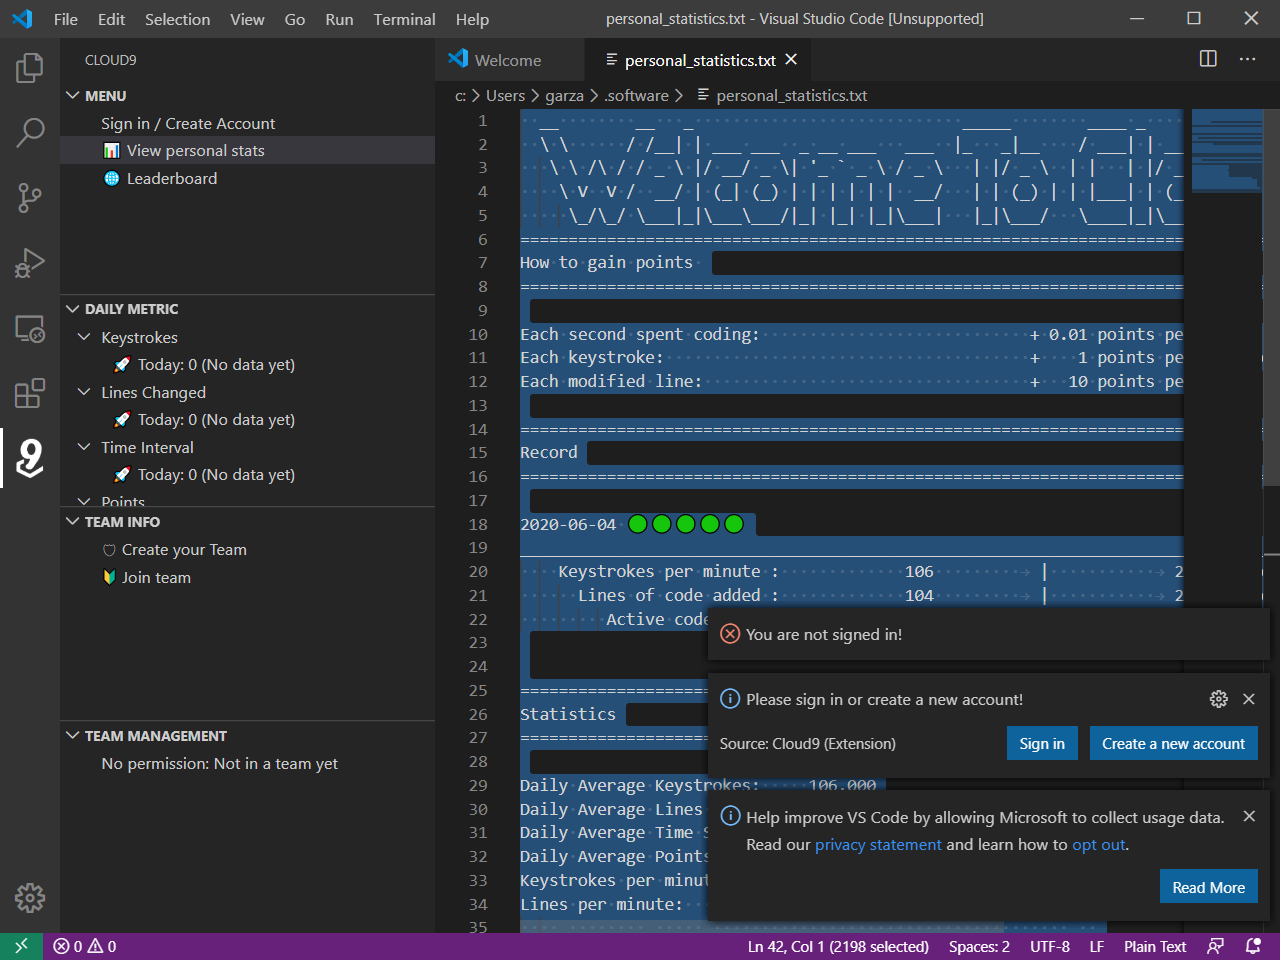 File Edit Selection View Go Run Terminal Help personal_statistics.txt - Visual Studio Code [Unsupported]
CLOUD9
MENU
Sign in / Create Account
View personal stats
Leaderboard
DAILY METRIC
Keystrokes
Today: 0 (No data yet)
Lines Changed
Today: 0 (No data yet)
Time Interval
Today: 0 (No data yet)
Points
TEAM INFO
Create your Team
Join team
TEAM MANAGEMENT
No permission: Not in a team yet
Welcome personal_statistics.txt
c: > Users > garza > .software > personal_statistics.txt
1
2
3
4
5
6 ====================================================================
7 How to gain points
8 ====================================================================
9
10 Each second spent coding: + 0.01 points pe
11 Each keystroke: + 1 points pe
12 Each modified line: + 10 points pe
13
14 ====================================================================
15 Record
16 ====================================================================
17
18 2020-06-04
19
20 Keystrokes per minute : 106 | 2
21 Lines of code added : 104 | 2
22 Active code
23
24
25 ====================
26 Statistics
27 ====================
28
29 Daily Average Keystrokes: 106.000
30 Daily Average Lines
31 Daily Average Time S
32 Daily Average Points
33 Keystrokes per minut
34 Lines per minute:
35
You are not signed in!
Please sign in or create a new account!
Source: Cloud9 (Extension) Sign in Create a new account
Help improve VS Code by allowing Microsoft to collect usage data.
Read our privacy statement and learn how to opt out.
Read More
0 0 Ln 42, Col 1 (2198 selected) Spaces: 2 UTF-8 LF Plain Text